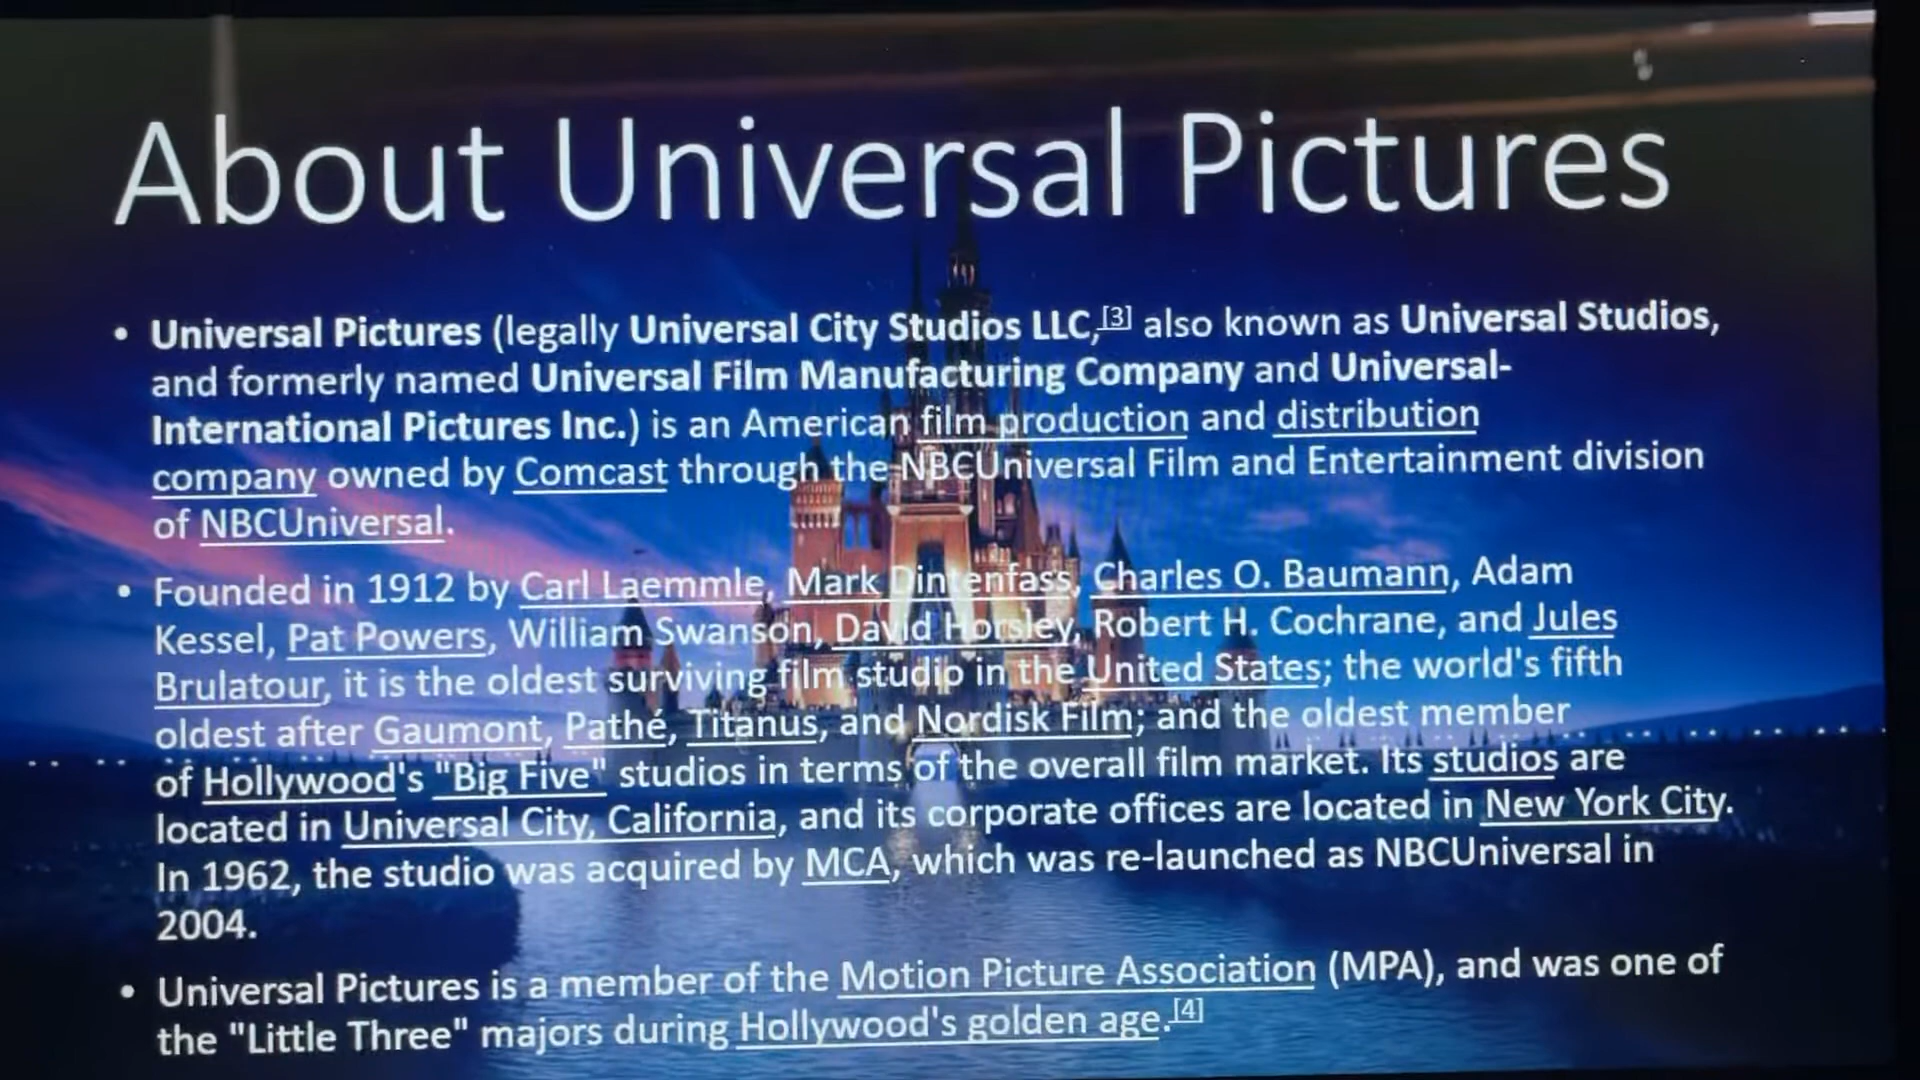 About Universal Pictures
• Universal Pictures (legally Universal City Studios LLC,[3] also known as Universal Studios,
and formerly named Universal Film Manufacturing Company and Universal-
International Pictures Inc.) is an American film production and distribution
company owned by Comcast through the NBCUniversal Film and Entertainment division
of NBCUniversal.
• Founded in 1912 by Carl Laemmle, Mark Dintenfass, Charles O. Baumann, Adam
Kessel, Pat Powers, William Swanson, David Horsley, Robert H. Cochrane, and Jules
Brulatour, it is the oldest surviving film studio in the United States; the world's fifth
oldest after Gaumont, Pathé, Titanus, and Nordisk Film; and the oldest member
of Hollywood's "Big Five" studios in terms of the overall film market. Its studios are
located in Universal City, California, and its corporate offices are located in New York City.
In 1962, the studio was acquired by MCA, which was re-launched as NBCUniversal in
2004.
• Universal Pictures is a member of the Motion Picture Association (MPA), and was one of
the "Little Three" majors during Hollywood's golden age.[4]